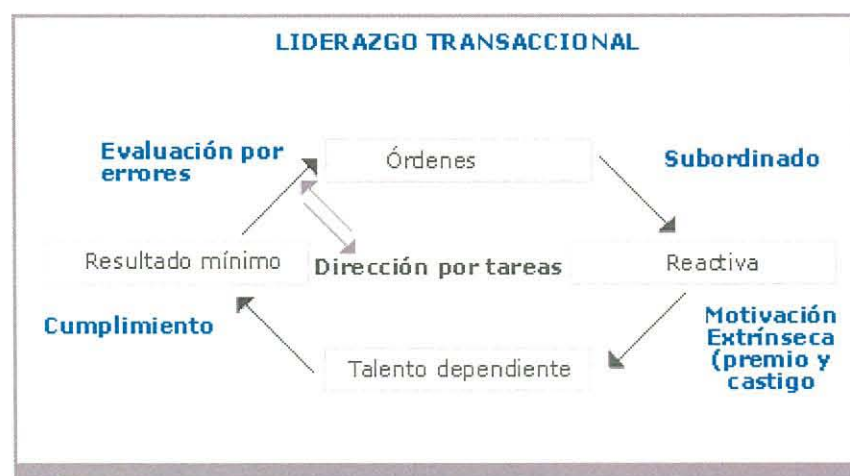 LIDERAZGO TRANSACCIONAL
Evaluación por
errores
Órdenes
Subordinado
Resultado mínimo
Dirección por tareas
Reactiva
Cumplimiento
Motivación
Extrínseca
(premio y
castigo
Talento dependiente